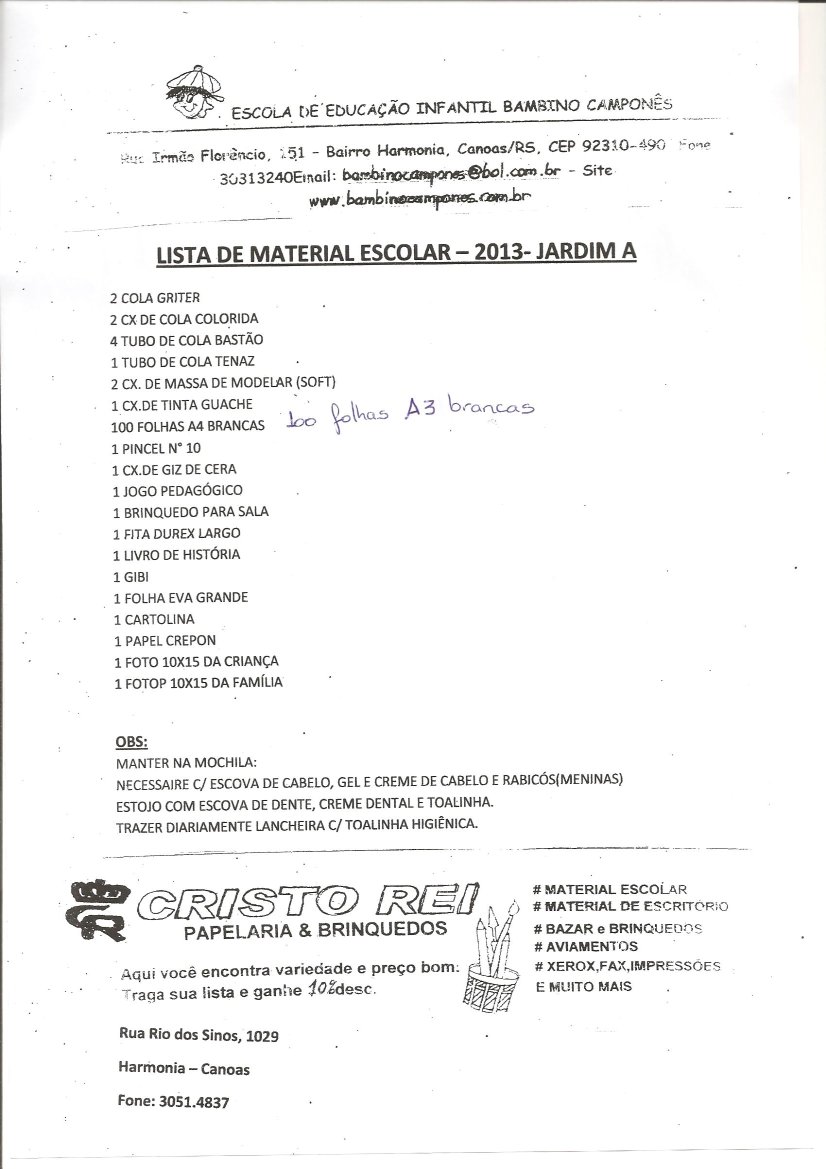 ESCOLA DE EDUCAÇÃO INFANTIL BAMBINO CAMPONÊS
Rua Irmão Florêncio, 151 - Bairro Harmonia, Canoas/RS, CEP 92310-490 Fone
30313240Email: bambinocampones@bol.com.br - Site
www.bambinocampones.com.br
LISTA DE MATERIAL ESCOLAR – 2013- JARDIM A
2 COLA GRITER
2 CX DE COLA COLORIDA
4 TUBO DE COLA BASTÃO
1 TUBO DE COLA TENAZ
2 CX. DE MASSA DE MODELAR (SOFT)
1 CX.DE TINTA GUACHE
100 FOLHAS A4 BRANCAS 100 folhas A3 brancas
1 PINCEL N° 10
1 CX.DE GIZ DE CERA
1 JOGO PEDAGÓGICO
1 BRINQUEDO PARA SALA
1 FITA DUREX LARGO
1 LIVRO DE HISTÓRIA
1 GIBI
1 FOLHA EVA GRANDE
1 CARTOLINA
1 PAPEL CREPON
1 FOTO 10X15 DA CRIANÇA
1 FOTOP 10X15 DA FAMÍLIA
OBS:
MANTER NA MOCHILA:
NECESSAIRE C/ ESCOVA DE CABELO, GEL E CREME DE CABELO E RABICÓS(MENINAS)
ESTOJO COM ESCOVA DE DENTE, CREME DENTAL E TOALINHA.
TRAZER DIARIAMENTE LANCHEIRA C/ TOALINHA HIGIÊNICA.
CRISTO REI
PAPELARIA & BRINQUEDOS
Aqui você encontra variedade e preço bom:
Traga sua lista e ganhe 10% desc.
# MATERIAL ESCOLAR
# MATERIAL DE ESCRITÓRIO
# BAZAR e BRINQUEDOS
# AVIAMENTOS
# XEROX,FAX,IMPRESSÕES
E MUITO MAIS
Rua Rio dos Sinos, 1029
Harmonia – Canoas
Fone: 3051.4837